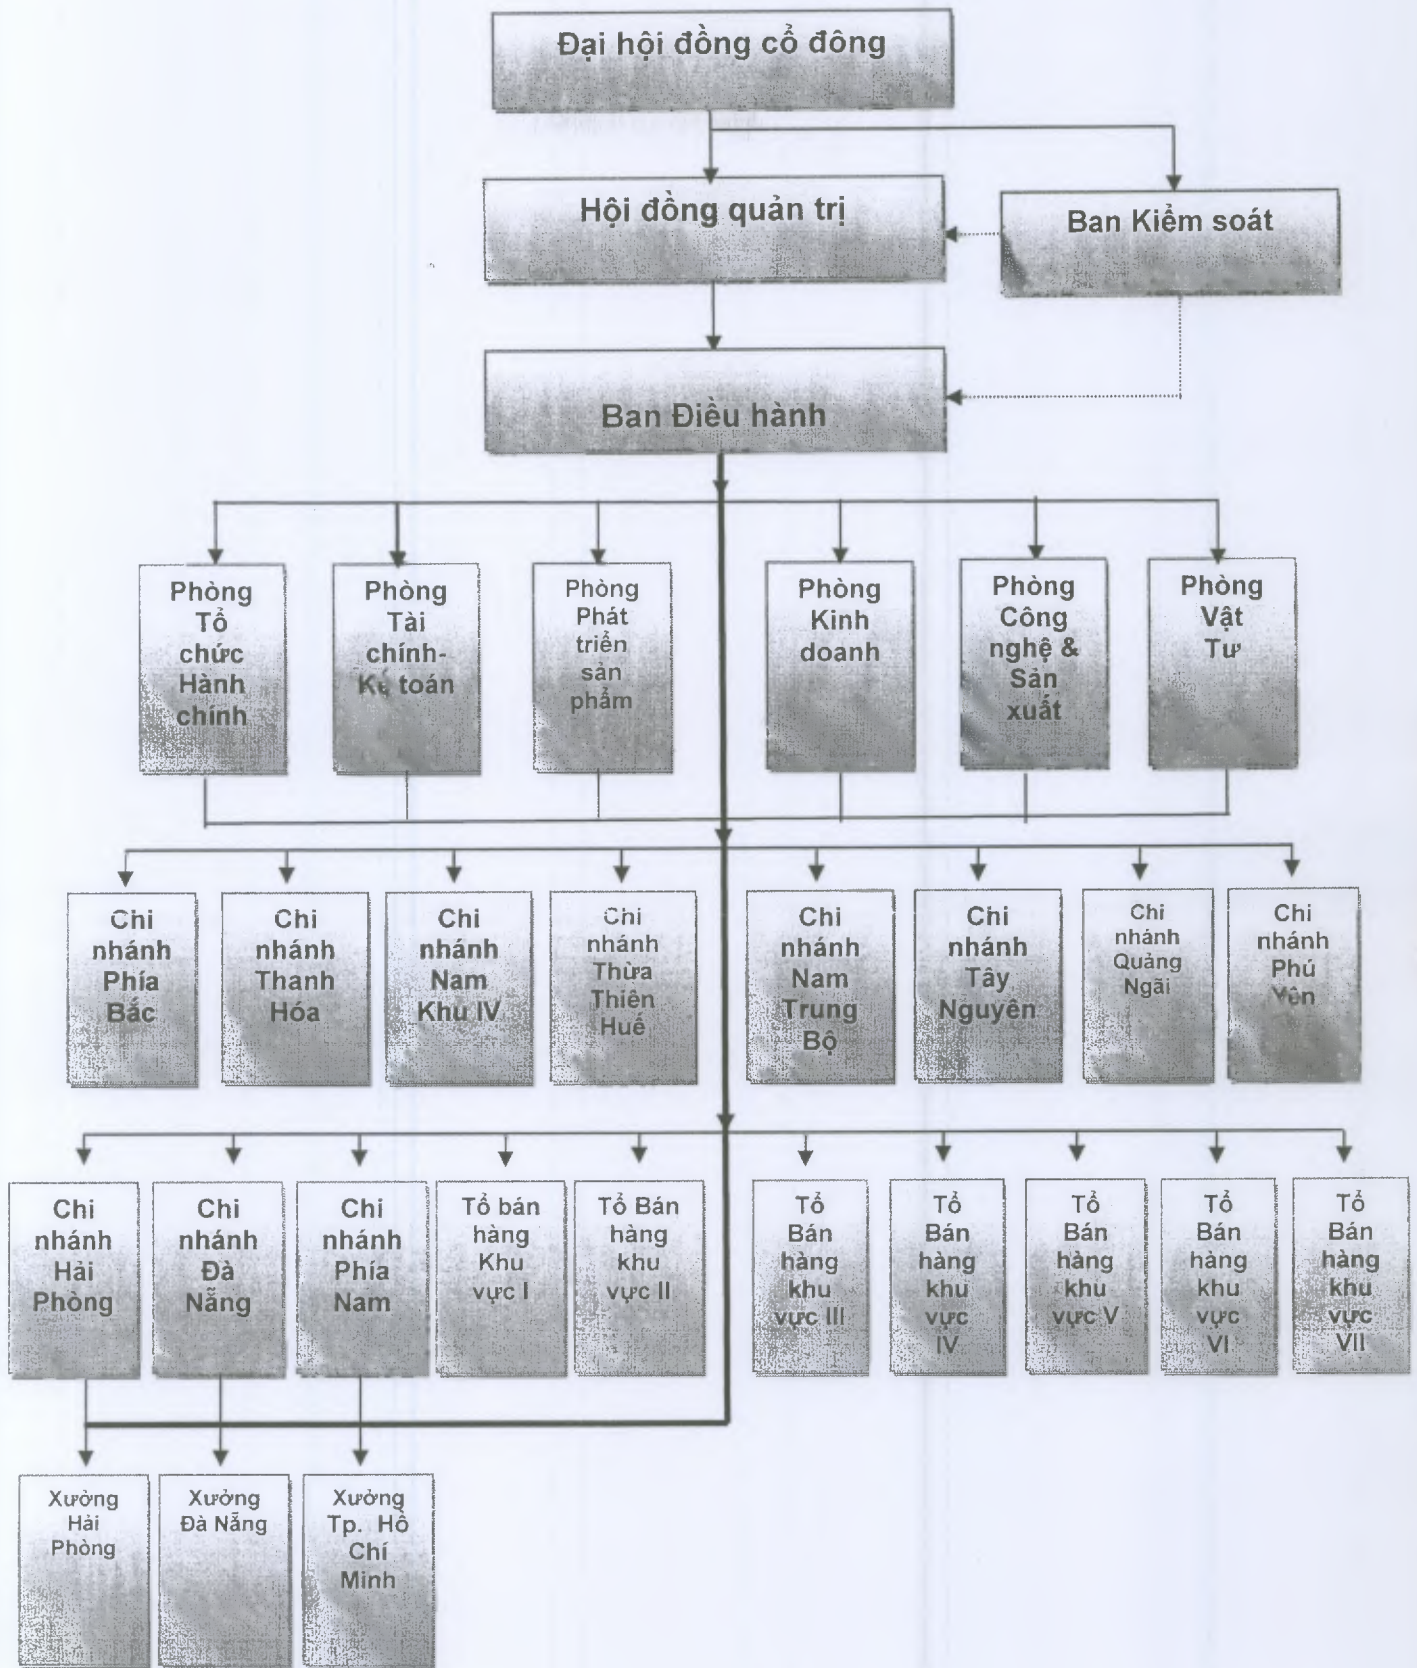 Đại hội đồng cổ đông
Hội đồng quản trị
Ban Kiểm soát
Ban Điều hành
Phòng
Tổ
chức
Hành
chính
Phòng
Tài
chính-
Kế toán
Phòng
Phát
triển
sản
phẩm
Phòng
Kinh
doanh
Phòng
Công
nghệ &
Sản
xuất
Phòng
Vật
Tư
Chi
nhánh
Phía
Bắc
Chi
nhánh
Thanh
Hóa
Chi
nhánh
Nam
Khu IV
Chi
nhánh
Thừa
Thiên
Huế
Chi
nhánh
Nam
Trung
Bộ
Chi
nhánh
Tây
Nguyên
Chi
nhánh
Quảng
Ngãi
Chi
nhánh
Phú
Yên
Chi
nhánh
Hải
Phòng
Chi
nhánh
Đà
Nẵng
Chi
nhánh
Phía
Nam
Tổ bán
hàng
Khu
vực I
Tổ Bán
hàng
khu
vực II
Tổ
Bán
hàng
khu
vực III
Tổ
Bán
hàng
khu
vực
IV
Tổ
Bán
hàng
khu
vực V
Tổ
Bán
hàng
khu
vực
VI
Tổ
Bán
hàng
khu
vực
VII
Xưởng
Hải
Phòng
Xưởng
Đà Nẵng
Xưởng
Tp. Hồ
Chí
Minh